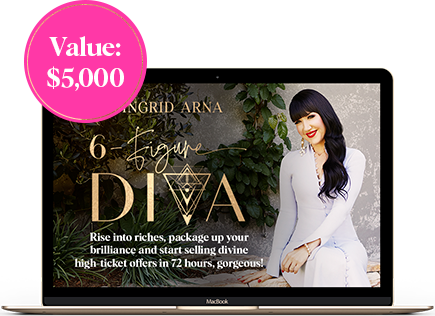 Value:
$5,000
INGRID ARNA
6-Figure
DIVA
Rise into riches, package up your
brilliance and start selling divine
high-ticket offers in 72 hours, gorgeous!
MacBook